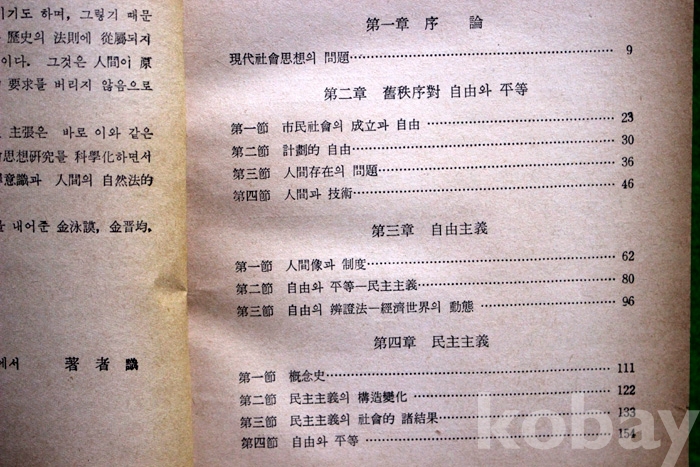 기도 하며, 그렇기 때문
歷史의 法則에 從屬되지
이다. 그것은 人間이 原
要求를 버리지 않음으로
主張은 바로 이와 같은
思想硏究를 科學化하면서
意識과 人間의 自然法的
내어준 金泳謨, 金晋均,
에서 著者 識
第一章 序 論
現代社會思想의 問題 9
第二章 舊秩序對 自由와 平等
第一節 市民社會의 成立과 自由 23
第二節 計劃的 自由 30
第三節 人間存在의 問題 36
第四節 人間과 技術 46
第三章 自由主義
第一節 人間像과 制度 62
第二節 自由와 平等—民主主義 80
第三節 自由의 辨證法—經濟世界의 動態 96
第四章 民主主義
第一節 概念史 111
第二節 民主主義의 構造變化 122
第三節 民主主義의 社會的 諸結果 133
第四節 自由와 平等 154
kobay